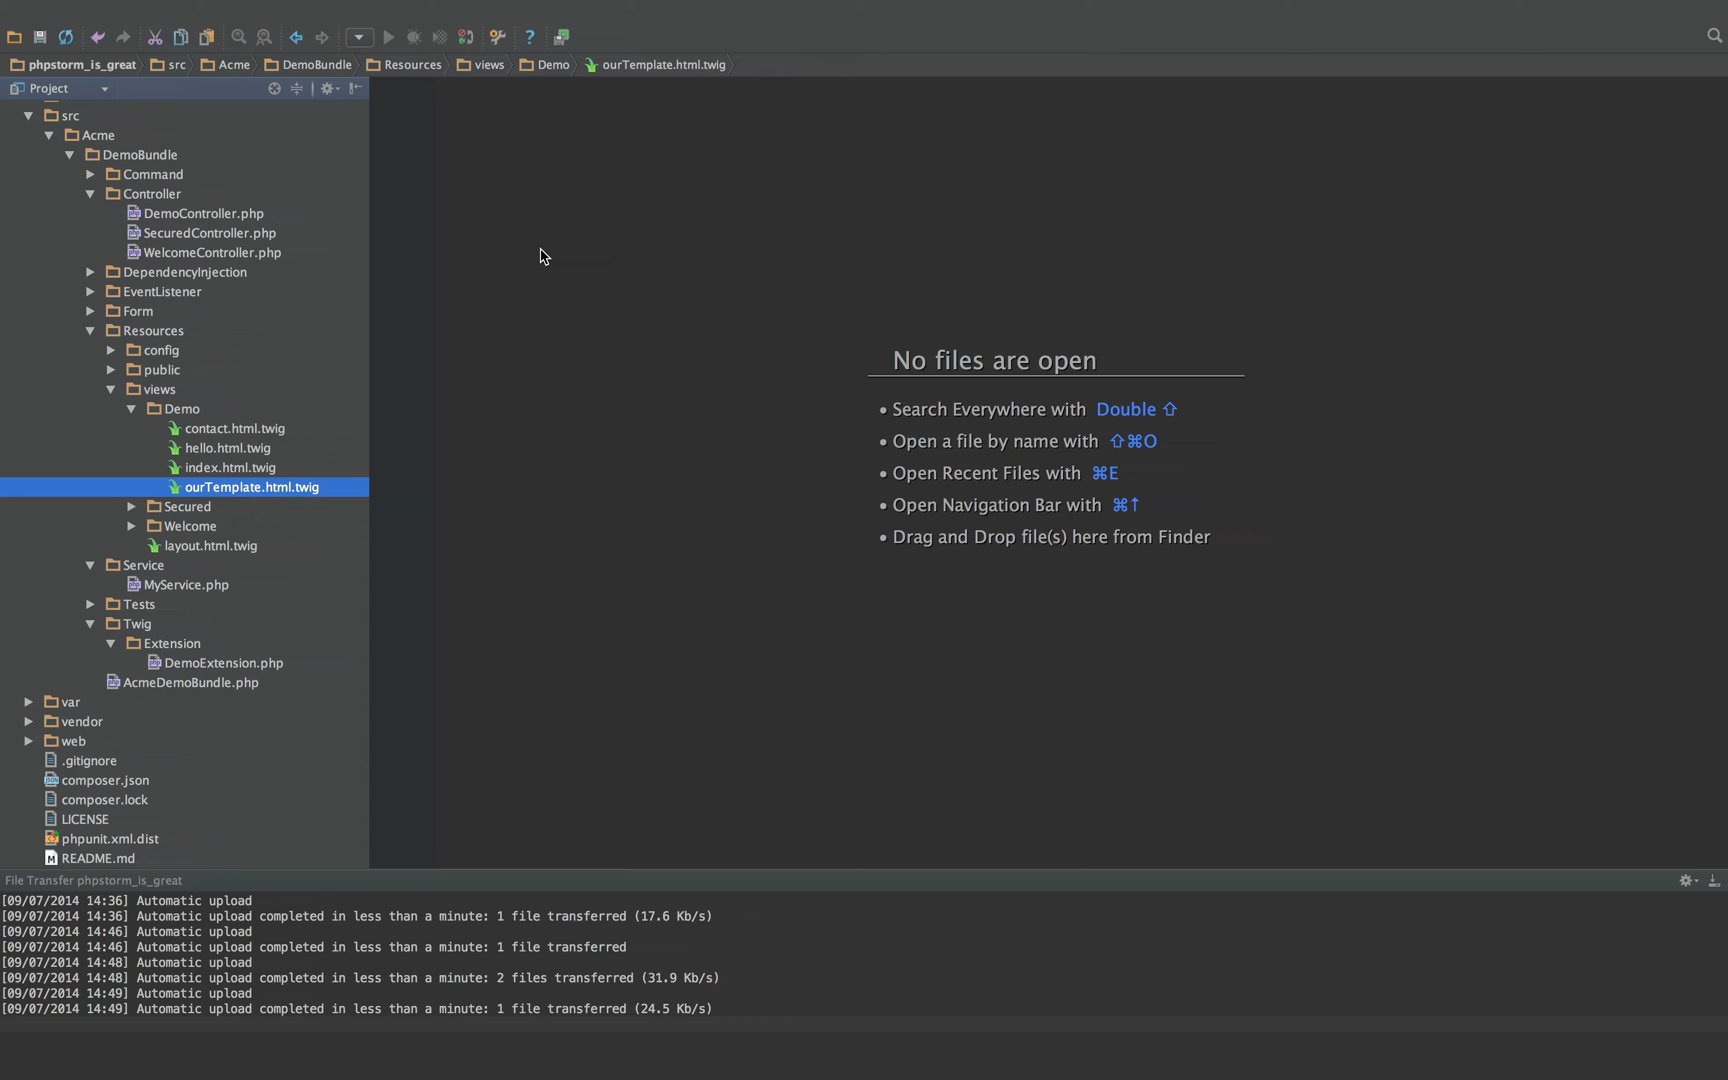 phpstorm_is_great src Acme DemoBundle Resources views Demo ourTemplate.html.twig
Project
src
Acme
DemoBundle
Command
Controller
DemoController.php
SecuredController.php
WelcomeController.php
DependencyInjection
EventListener
Form
Resources
config
public
views
Demo
contact.html.twig
hello.html.twig
index.html.twig
ourTemplate.html.twig
Secured
Welcome
layout.html.twig
Service
MyService.php
Tests
Twig
Extension
DemoExtension.php
AcmeDemoBundle.php
var
vendor
web
.gitignore
composer.json
composer.lock
LICENSE
phpunit.xml.dist
README.md
No files are open
• Search Everywhere with Double ⇧
• Open a file by name with ⇧⌘O
• Open Recent Files with ⌘E
• Open Navigation Bar with ⌘↑
• Drag and Drop file(s) here from Finder
File Transfer phpstorm_is_great
[09/07/2014 14:36] Automatic upload
[09/07/2014 14:36] Automatic upload completed in less than a minute: 1 file transferred (17.6 Kb/s)
[09/07/2014 14:46] Automatic upload
[09/07/2014 14:46] Automatic upload completed in less than a minute: 1 file transferred
[09/07/2014 14:48] Automatic upload
[09/07/2014 14:48] Automatic upload completed in less than a minute: 2 files transferred (31.9 Kb/s)
[09/07/2014 14:49] Automatic upload
[09/07/2014 14:49] Automatic upload completed in less than a minute: 1 file transferred (24.5 Kb/s)